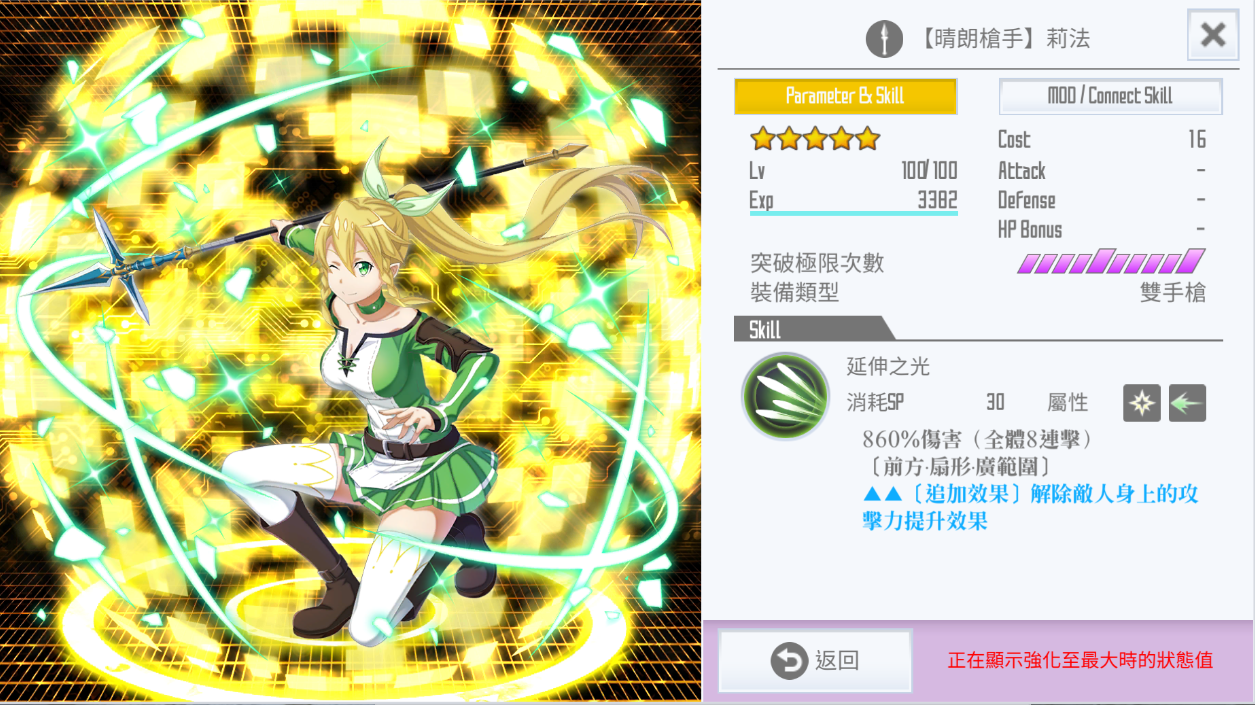 【晴朗槍手】莉法
Parameter & Skill
MOD / Connect Skill
Lv 100/100
Exp 3382
Cost 16
Attack -
Defense -
HP Bonus -
突破極限次數
裝備類型 雙手槍
Skill
延伸之光
消耗SP 30 屬性
860%傷害（全體8連擊）
〔前方·扇形·廣範圍〕
▲▲〔追加效果〕解除敵人身上的攻
擊力提升效果
返回
正在顯示強化至最大時的狀態值